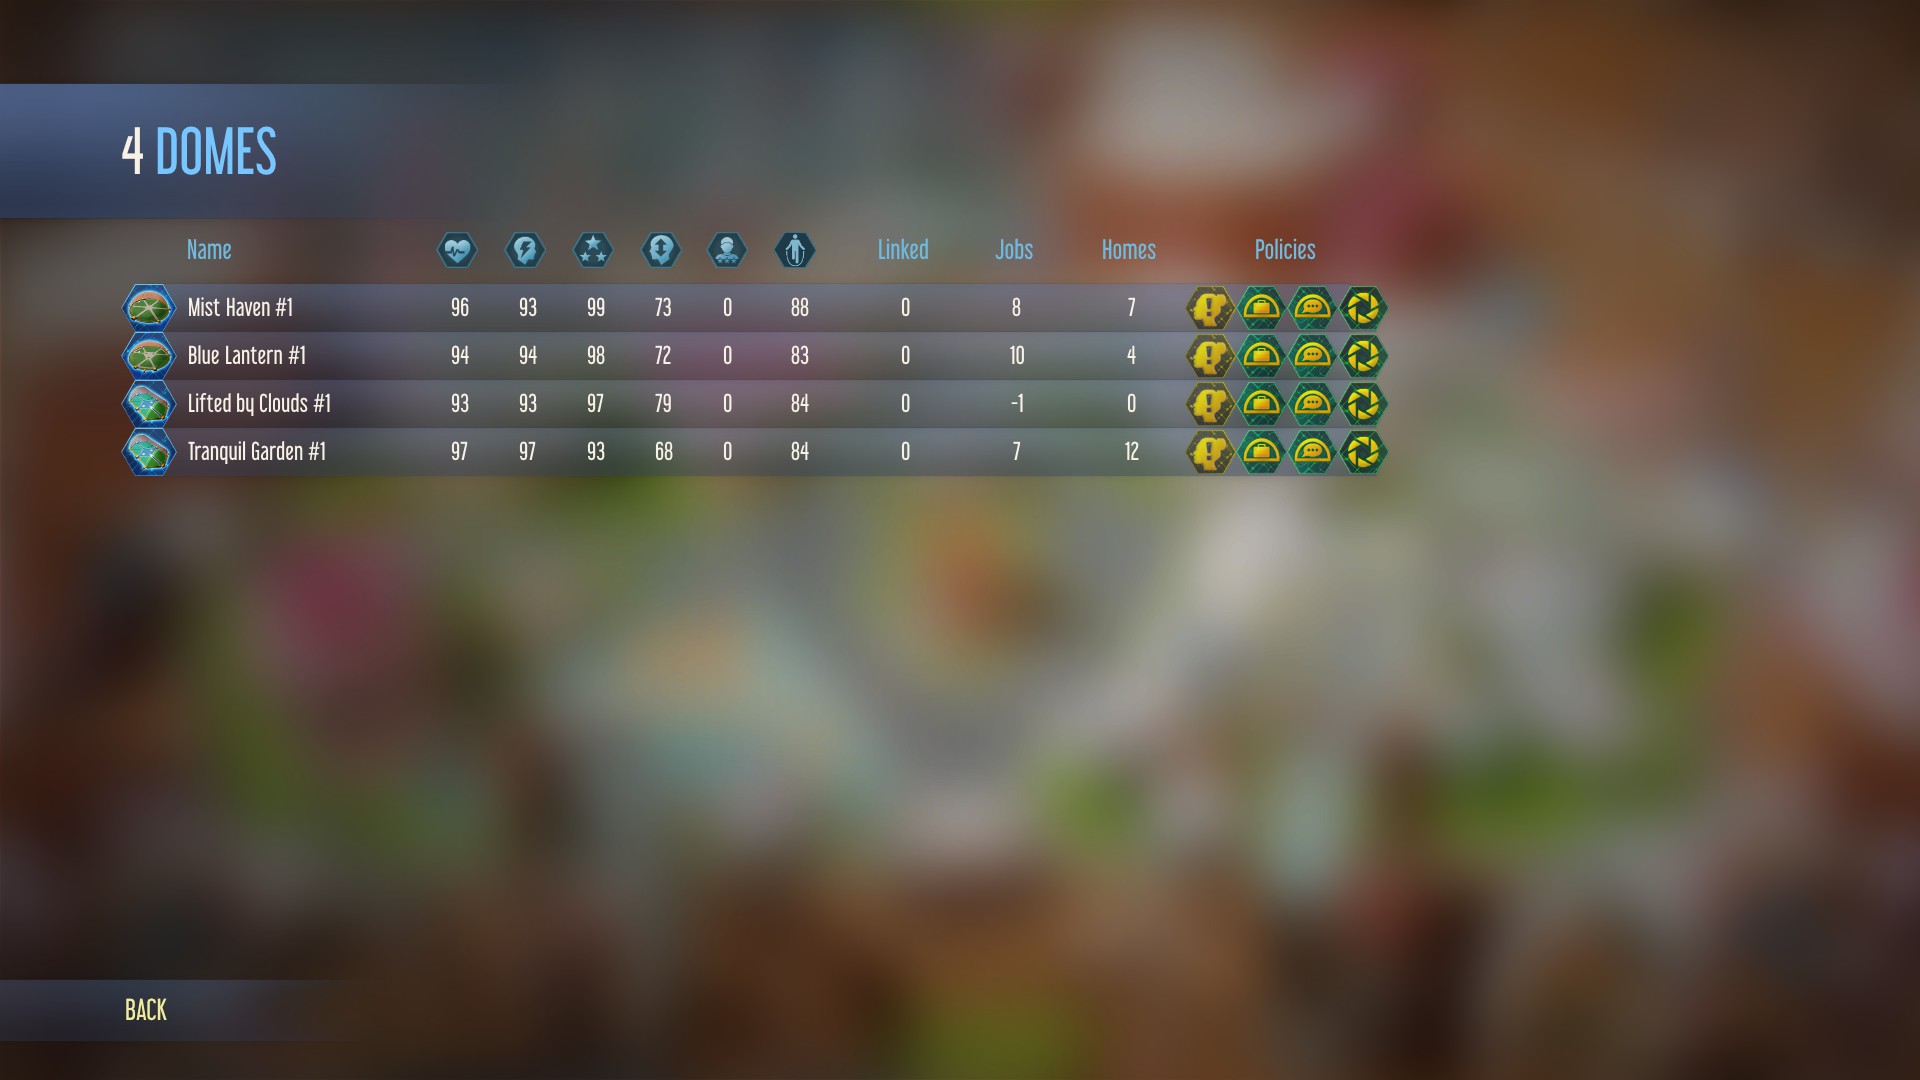 4 DOMES
Name Linked Jobs Homes Policies
Mist Haven #1 96 93 99 73 0 88 0 8 7
Blue Lantern #1 94 94 98 72 0 83 0 10 4
Lifted by Clouds #1 93 93 97 79 0 84 0 -1 0
Tranquil Garden #1 97 97 93 68 0 84 0 7 12
BACK